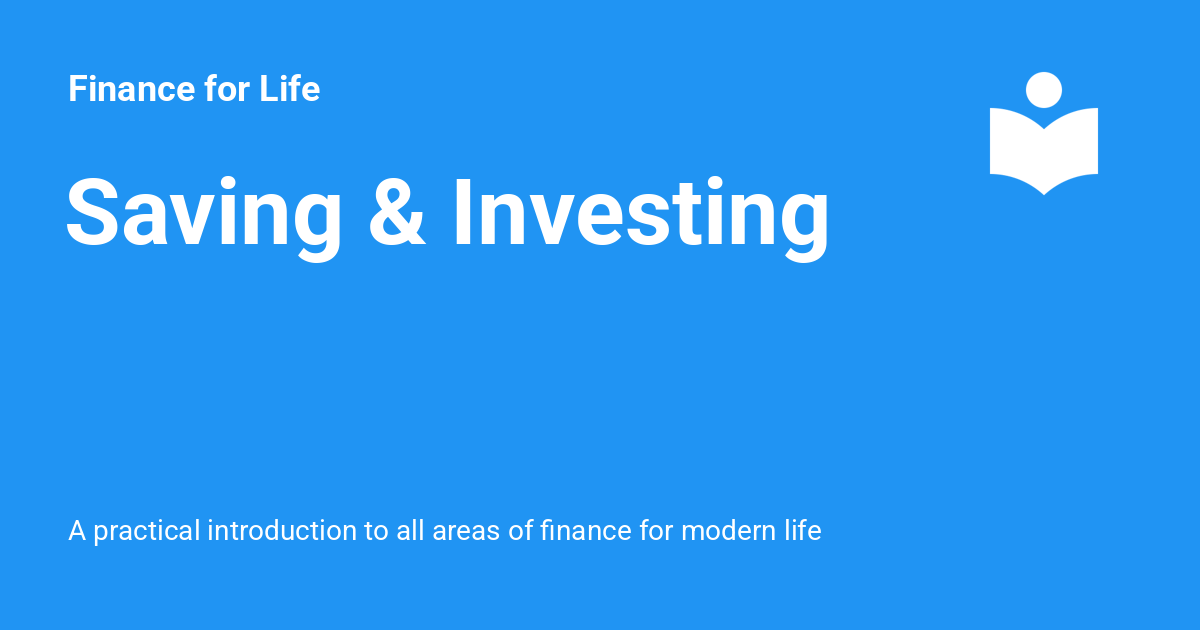 Finance for Life
Saving & Investing
A practical introduction to all areas of finance for modern life